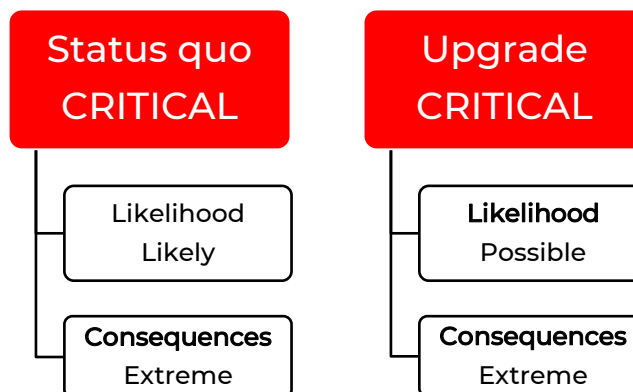 Status quo
CRITICAL
Likelihood
Likely
Consequences
Extreme
Upgrade
CRITICAL
Likelihood
Possible
Consequences
Extreme